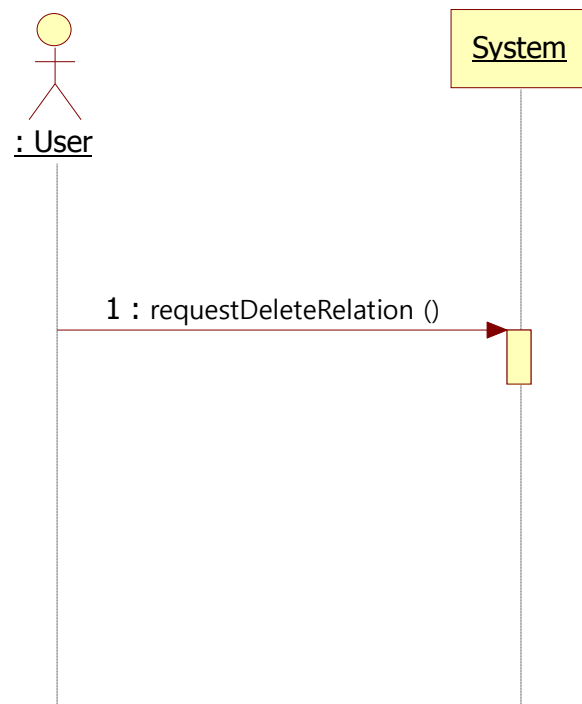 System
: User
1 : requestDeleteRelation ()